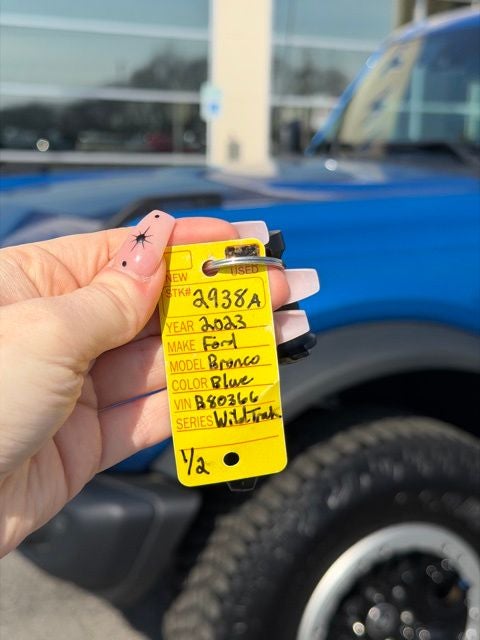 NEW USED
STK# 2938A
YEAR 2023
MAKE Ford
MODEL Bronco
COLOR Blue
VIN B80366
SERIES WildTrak
1/2